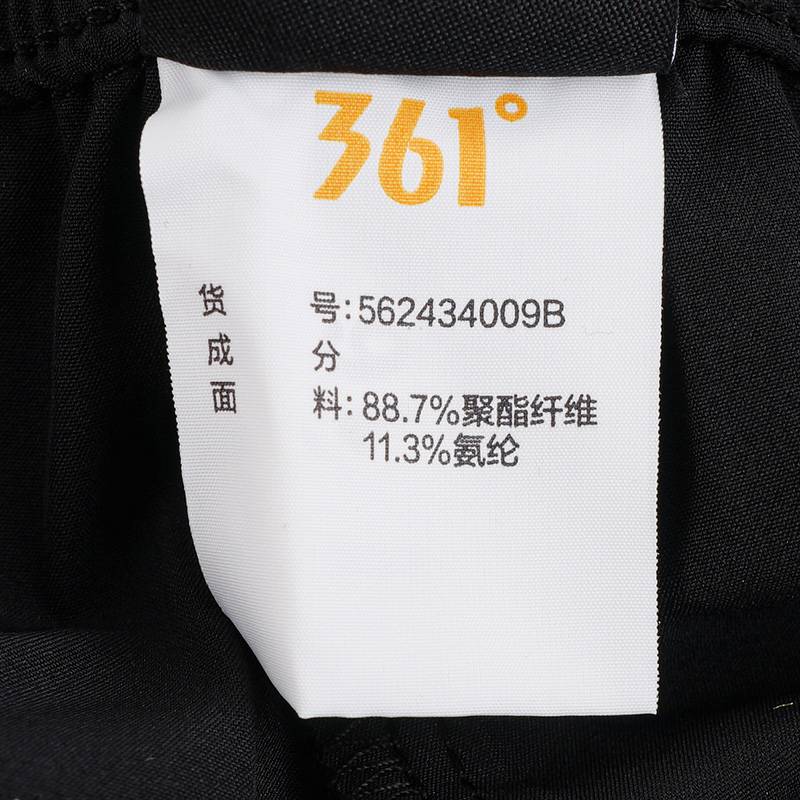 361°
货 号:562434009B
成 分
面 料:88.7%聚酯纤维
11.3%氨纶